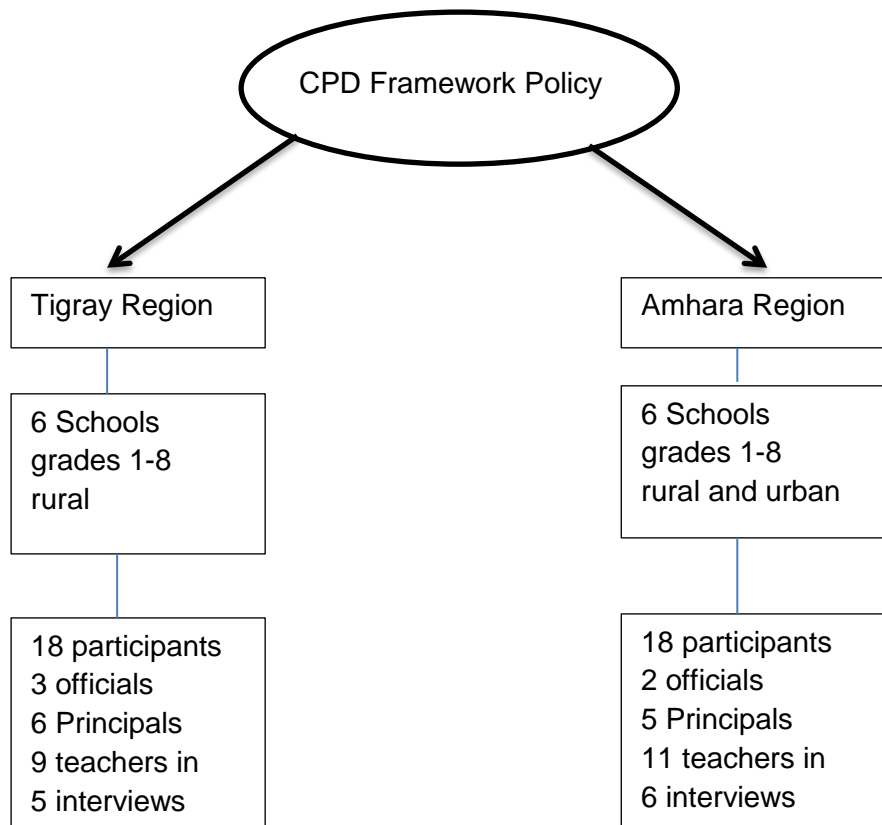 CPD Framework Policy
Tigray Region
6 Schools
grades 1-8
rural
18 participants
3 officials
6 Principals
9 teachers in
5 interviews
Amhara Region
6 Schools
grades 1-8
rural and urban
18 participants
2 officials
5 Principals
11 teachers in
6 interviews